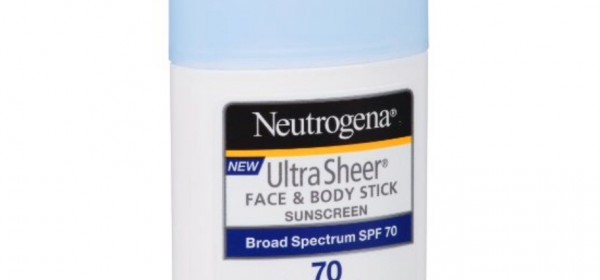 Neutrogena®
NEW Ultra Sheer®
FACE & BODY STICK
SUNSCREEN
Broad Spectrum SPF 70
70